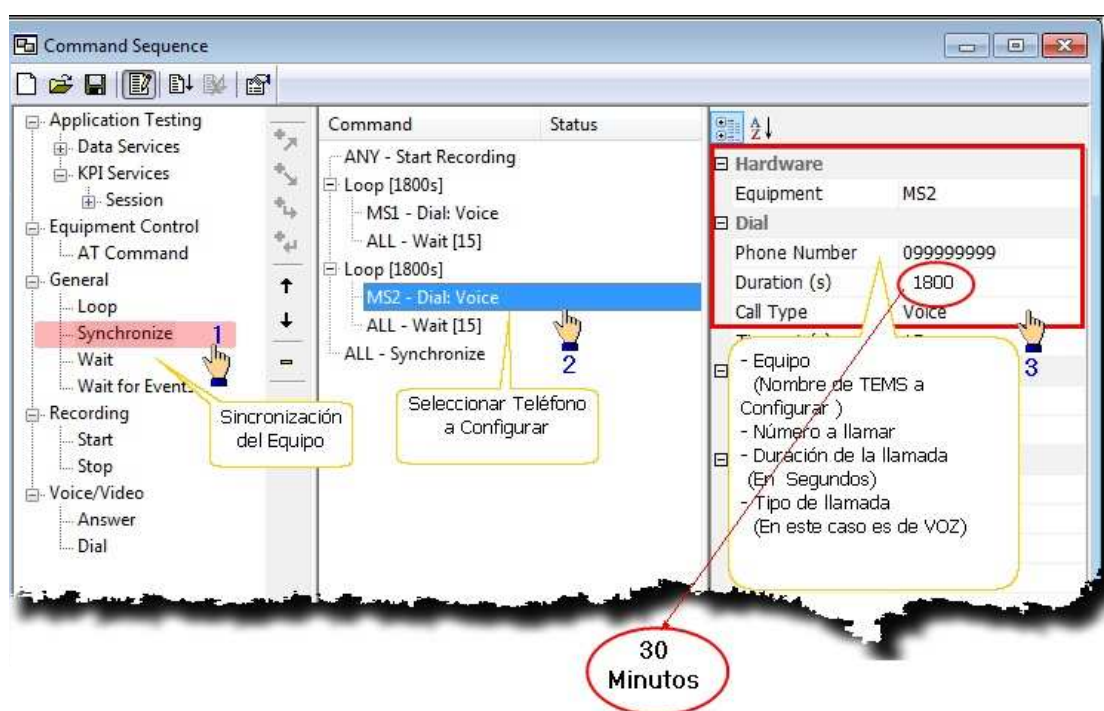 Command Sequence
Application Testing
Data Services
KPI Services
Session
Equipment Control
AT Command
General
Loop
Synchronize
Wait
Wait for Events
Recording
Start
Stop
Voice/Video
Answer
Dial
1
Sincronización
del Equipo
Command Status
ANY - Start Recording
Loop [1800s]
MS1 - Dial: Voice
ALL - Wait [15]
Loop [1800s]
MS2 - Dial: Voice
ALL - Wait [15]
ALL - Synchronize
2
Seleccionar Teléfono
a Configurar
Hardware
Equipment MS2
Dial
Phone Number 099999999
Duration (s) 1800
Call Type Voice
3
- Equipo
(Nombre de TEMS a
Configurar )
- Número a llamar
- Duración de la llamada
(En Segundos)
- Tipo de llamada
(En este caso es de VOZ)
30
Minutos